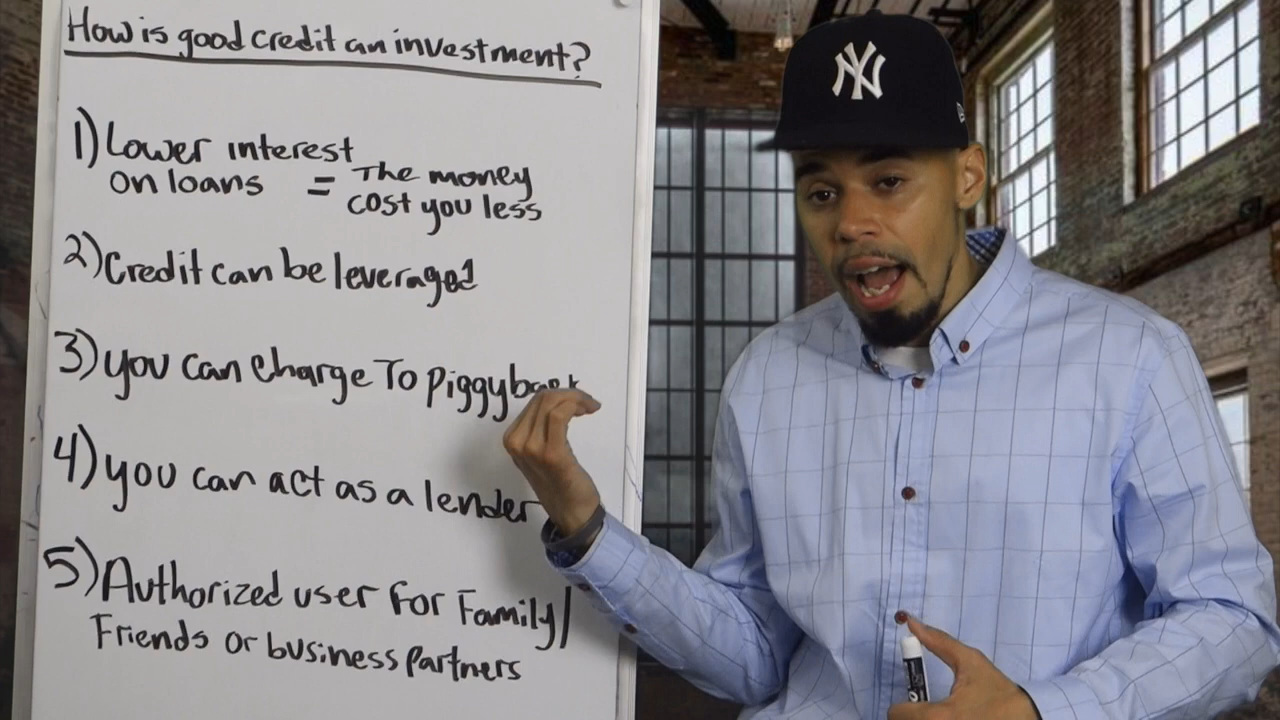 How is good credit an investment?
1) Lower interest
on loans = The money
cost you less
2) Credit can be leveraged
3) you can charge To piggyback
4) you can act as a lender
5) Authorized user for Family/
Friends or business partners
NY